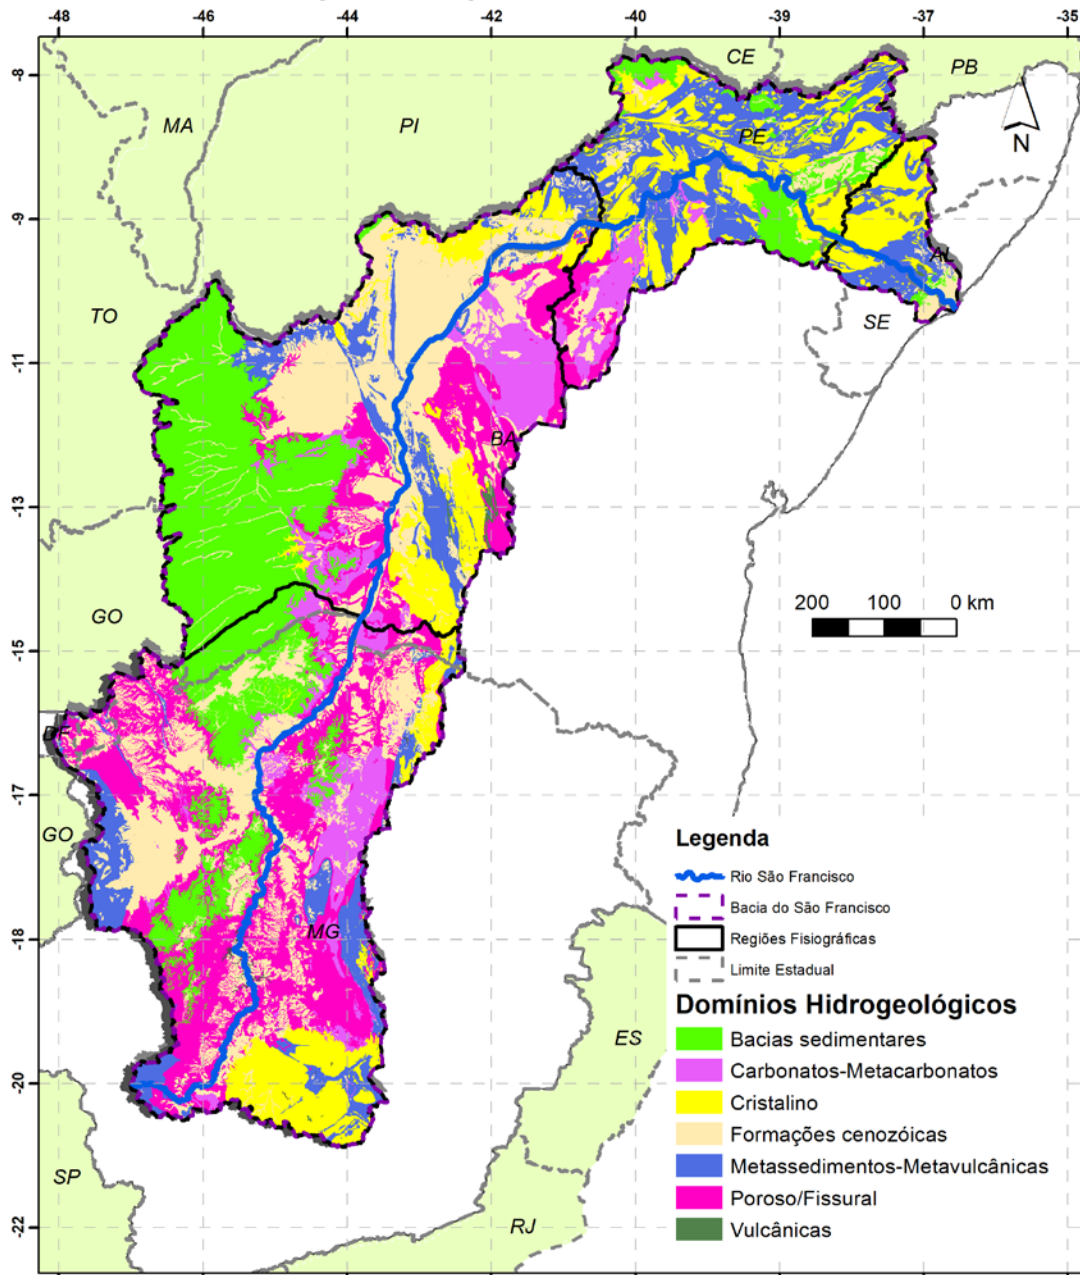 -48 -46 -44 -42 -40 -39 -37 -35
-8
-9
-11
-13
-15
-17
-18
-20
-22
CE
PB
MA
PI
PE
N
AL
TO
SE
BA
GO
200 100 0 km
DF
GO
MG
ES
SP
RJ
Legenda
Rio São Francisco
Bacia do São Francisco
Regiões Fisiográficas
Limite Estadual
Domínios Hidrogeológicos
Bacias sedimentares
Carbonatos-Metacarbonatos
Cristalino
Formações cenozóicas
Metassedimentos-Metavulcânicas
Poroso/Fissural
Vulcânicas